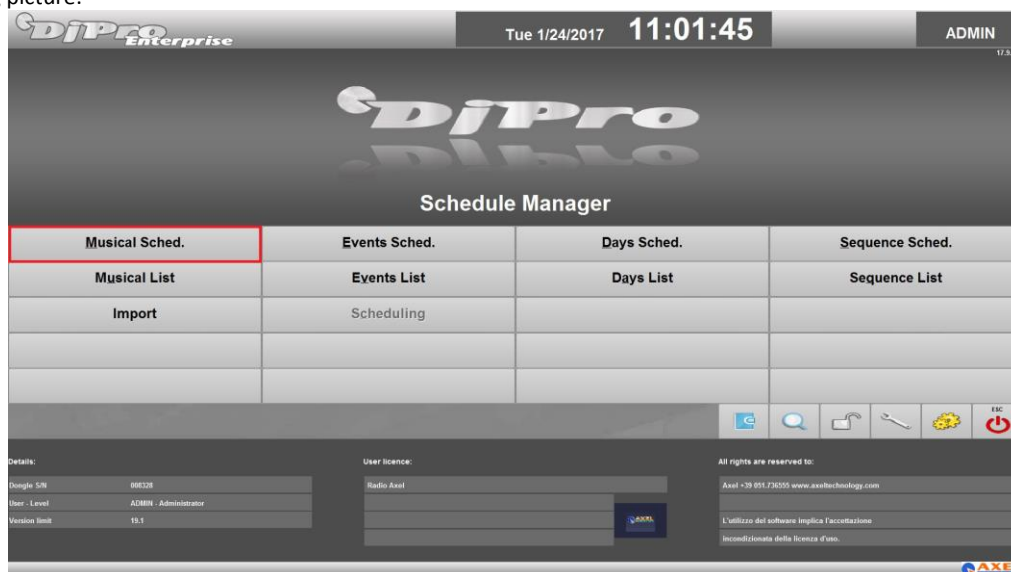 picture:
DjPro
Enterprise
Tue 1/24/2017 11:01:45
ADMIN
17.9.
DjPro
Schedule Manager
Musical Sched. Events Sched. Days Sched. Sequence Sched.
Musical List Events List Days List Sequence List
Import Scheduling
ESC
Details: User licence: All rights are reserved to:
Dongle S/N 008328 Radio Axel Axel +39 051.736555 www.axeltechnology.com
User - Level ADMIN - Administrator
Version limit 19.1 AXEL L'utilizzo del software implica l'accettazione
incondizionata della licenza d'uso.
AXE